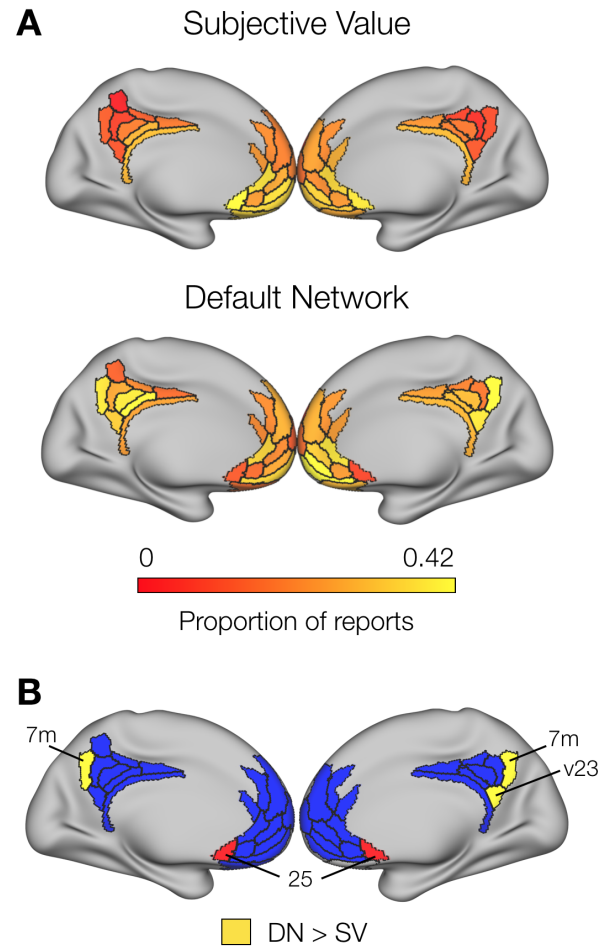 A
Subjective Value
Default Network
0 0.42
Proportion of reports
B
7m 7m
v23
25
DN > SV